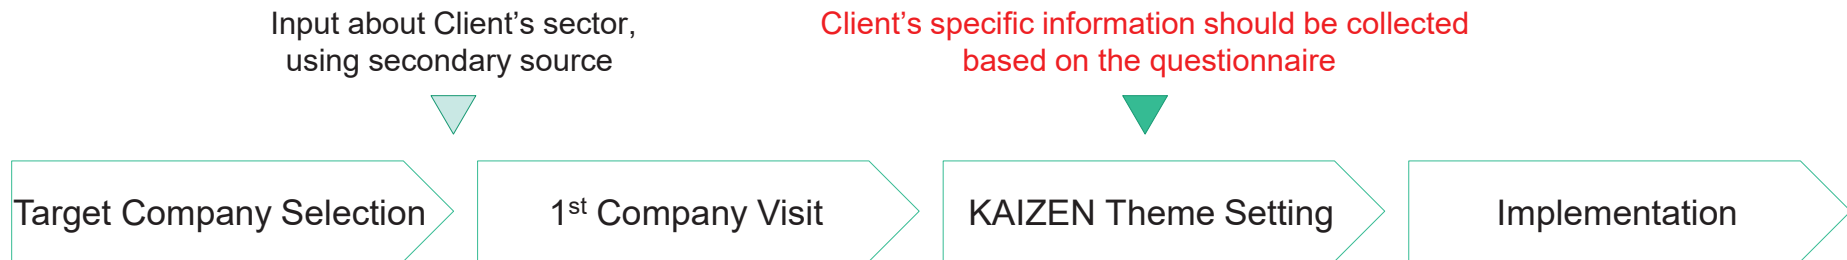 Input about Client’s sector,
using secondary source
Client’s specific information should be collected
based on the questionnaire
Target Company Selection
1st Company Visit
KAIZEN Theme Setting
Implementation